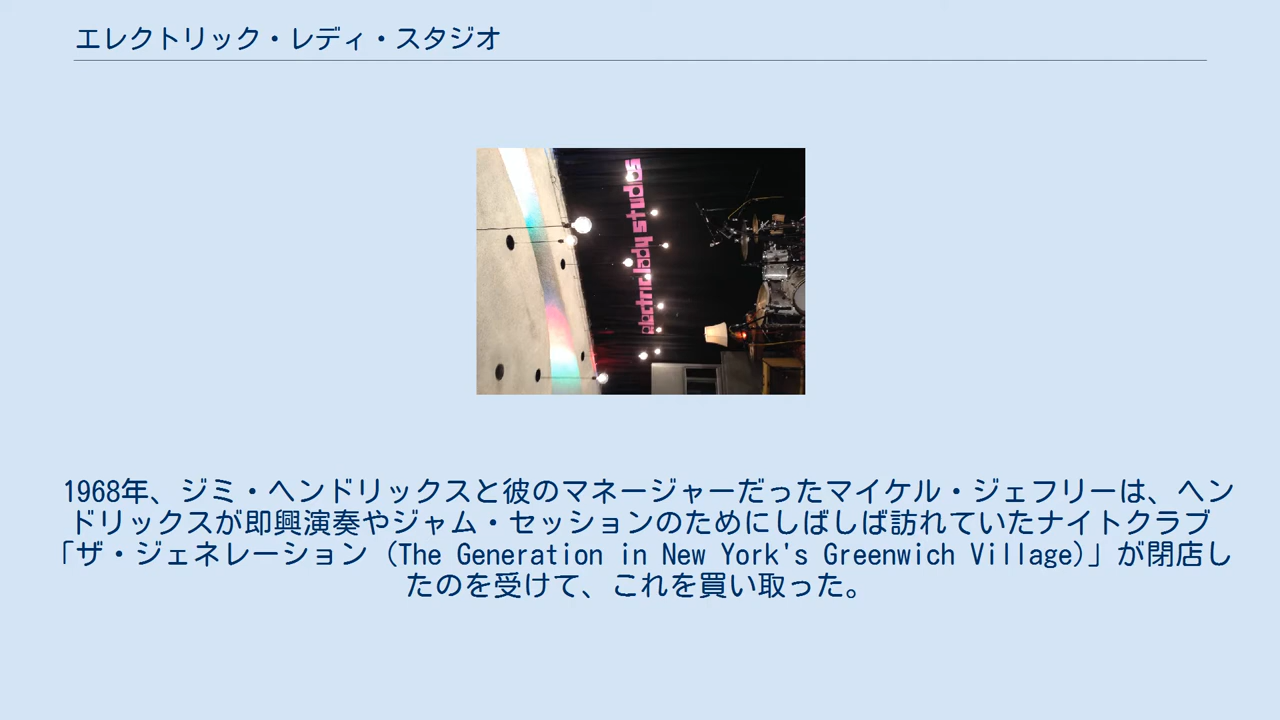 エレクトリック・レディ・スタジオ
electric lady studios
1968年、ジミ・ヘンドリックスと彼のマネージャーだったマイケル・ジェフリーは、ヘン
ドリックスが即興演奏やジャム・セッションのためにしばしば訪れていたナイトクラブ
「ザ・ジェネレーション（The Generation in New York's Greenwich Village)」が閉店し
たのを受けて、これを買い取った。